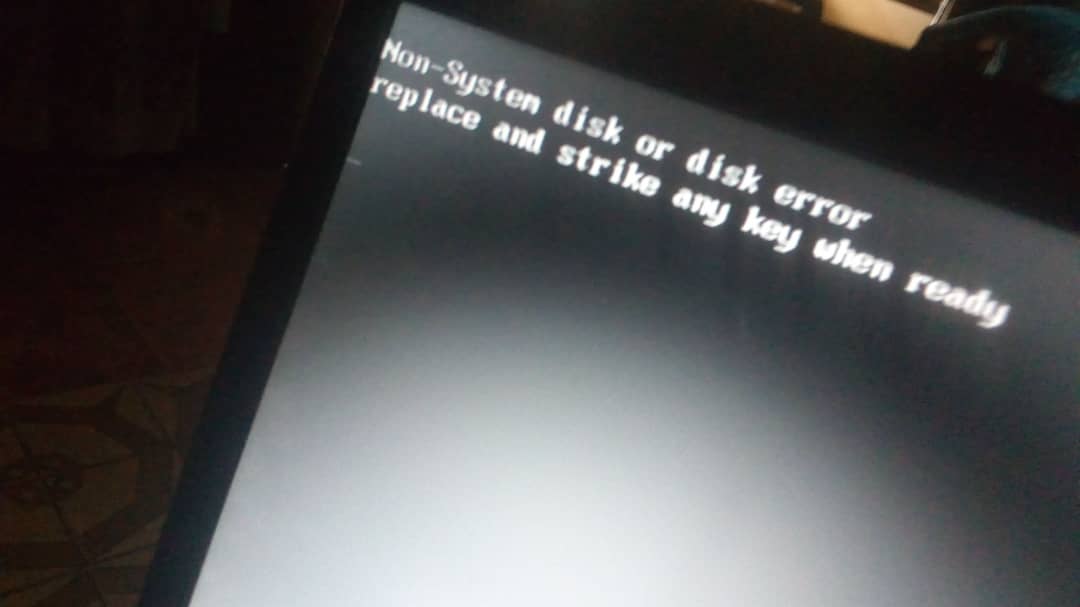 Non-System disk or disk error
replace and strike any key when ready